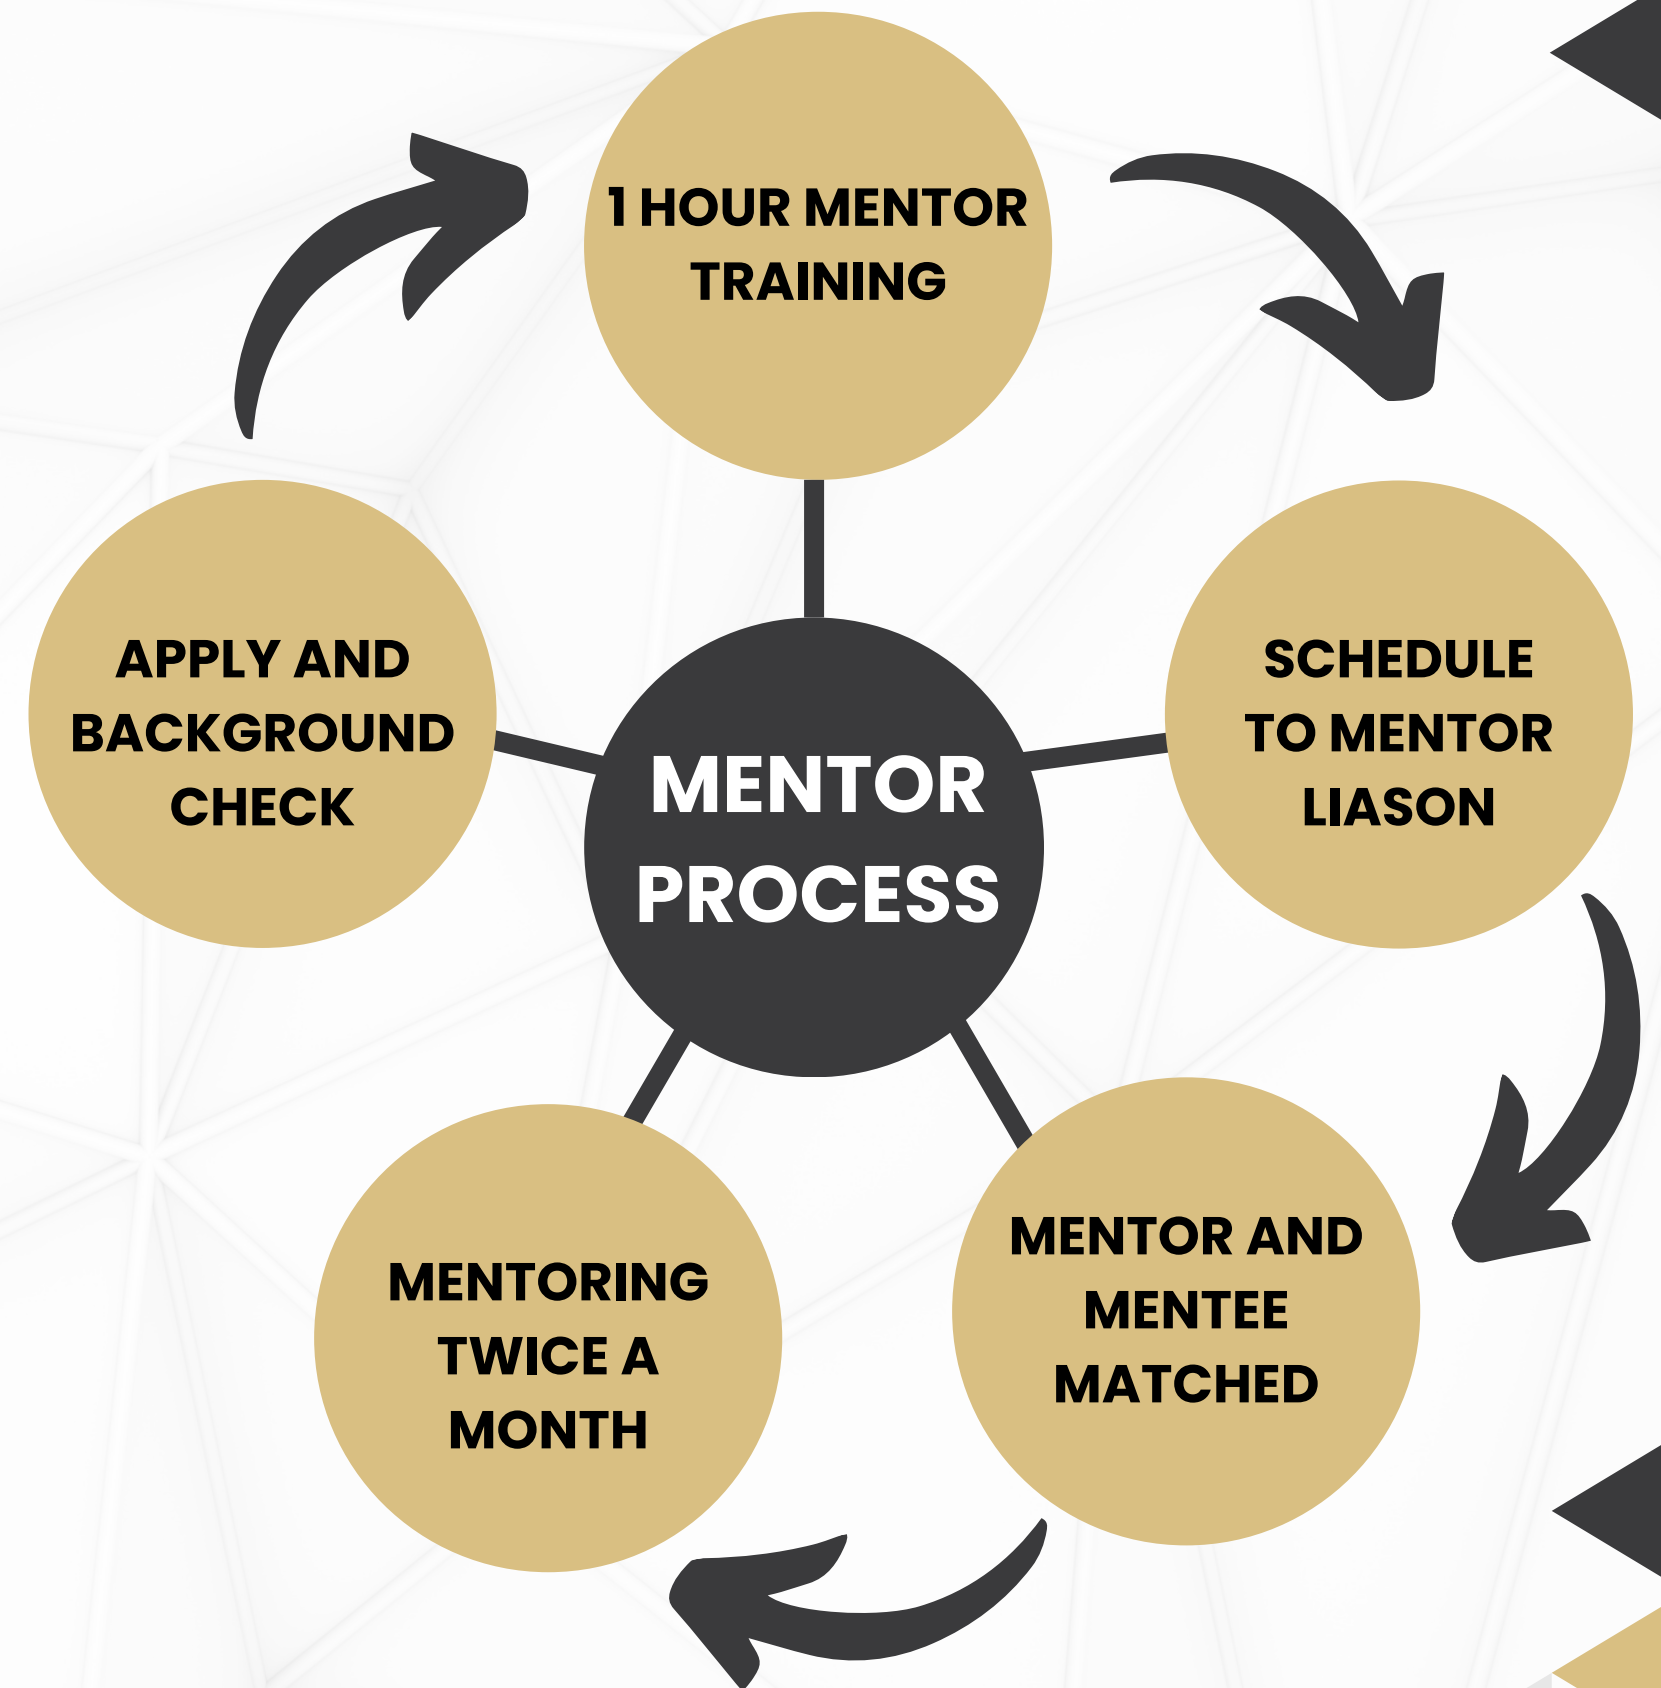 1 HOUR MENTOR
TRAINING
APPLY AND
BACKGROUND
CHECK
SCHEDULE
TO MENTOR
LIASON
MENTOR
PROCESS
MENTORING
TWICE A
MONTH
MENTOR AND
MENTEE
MATCHED